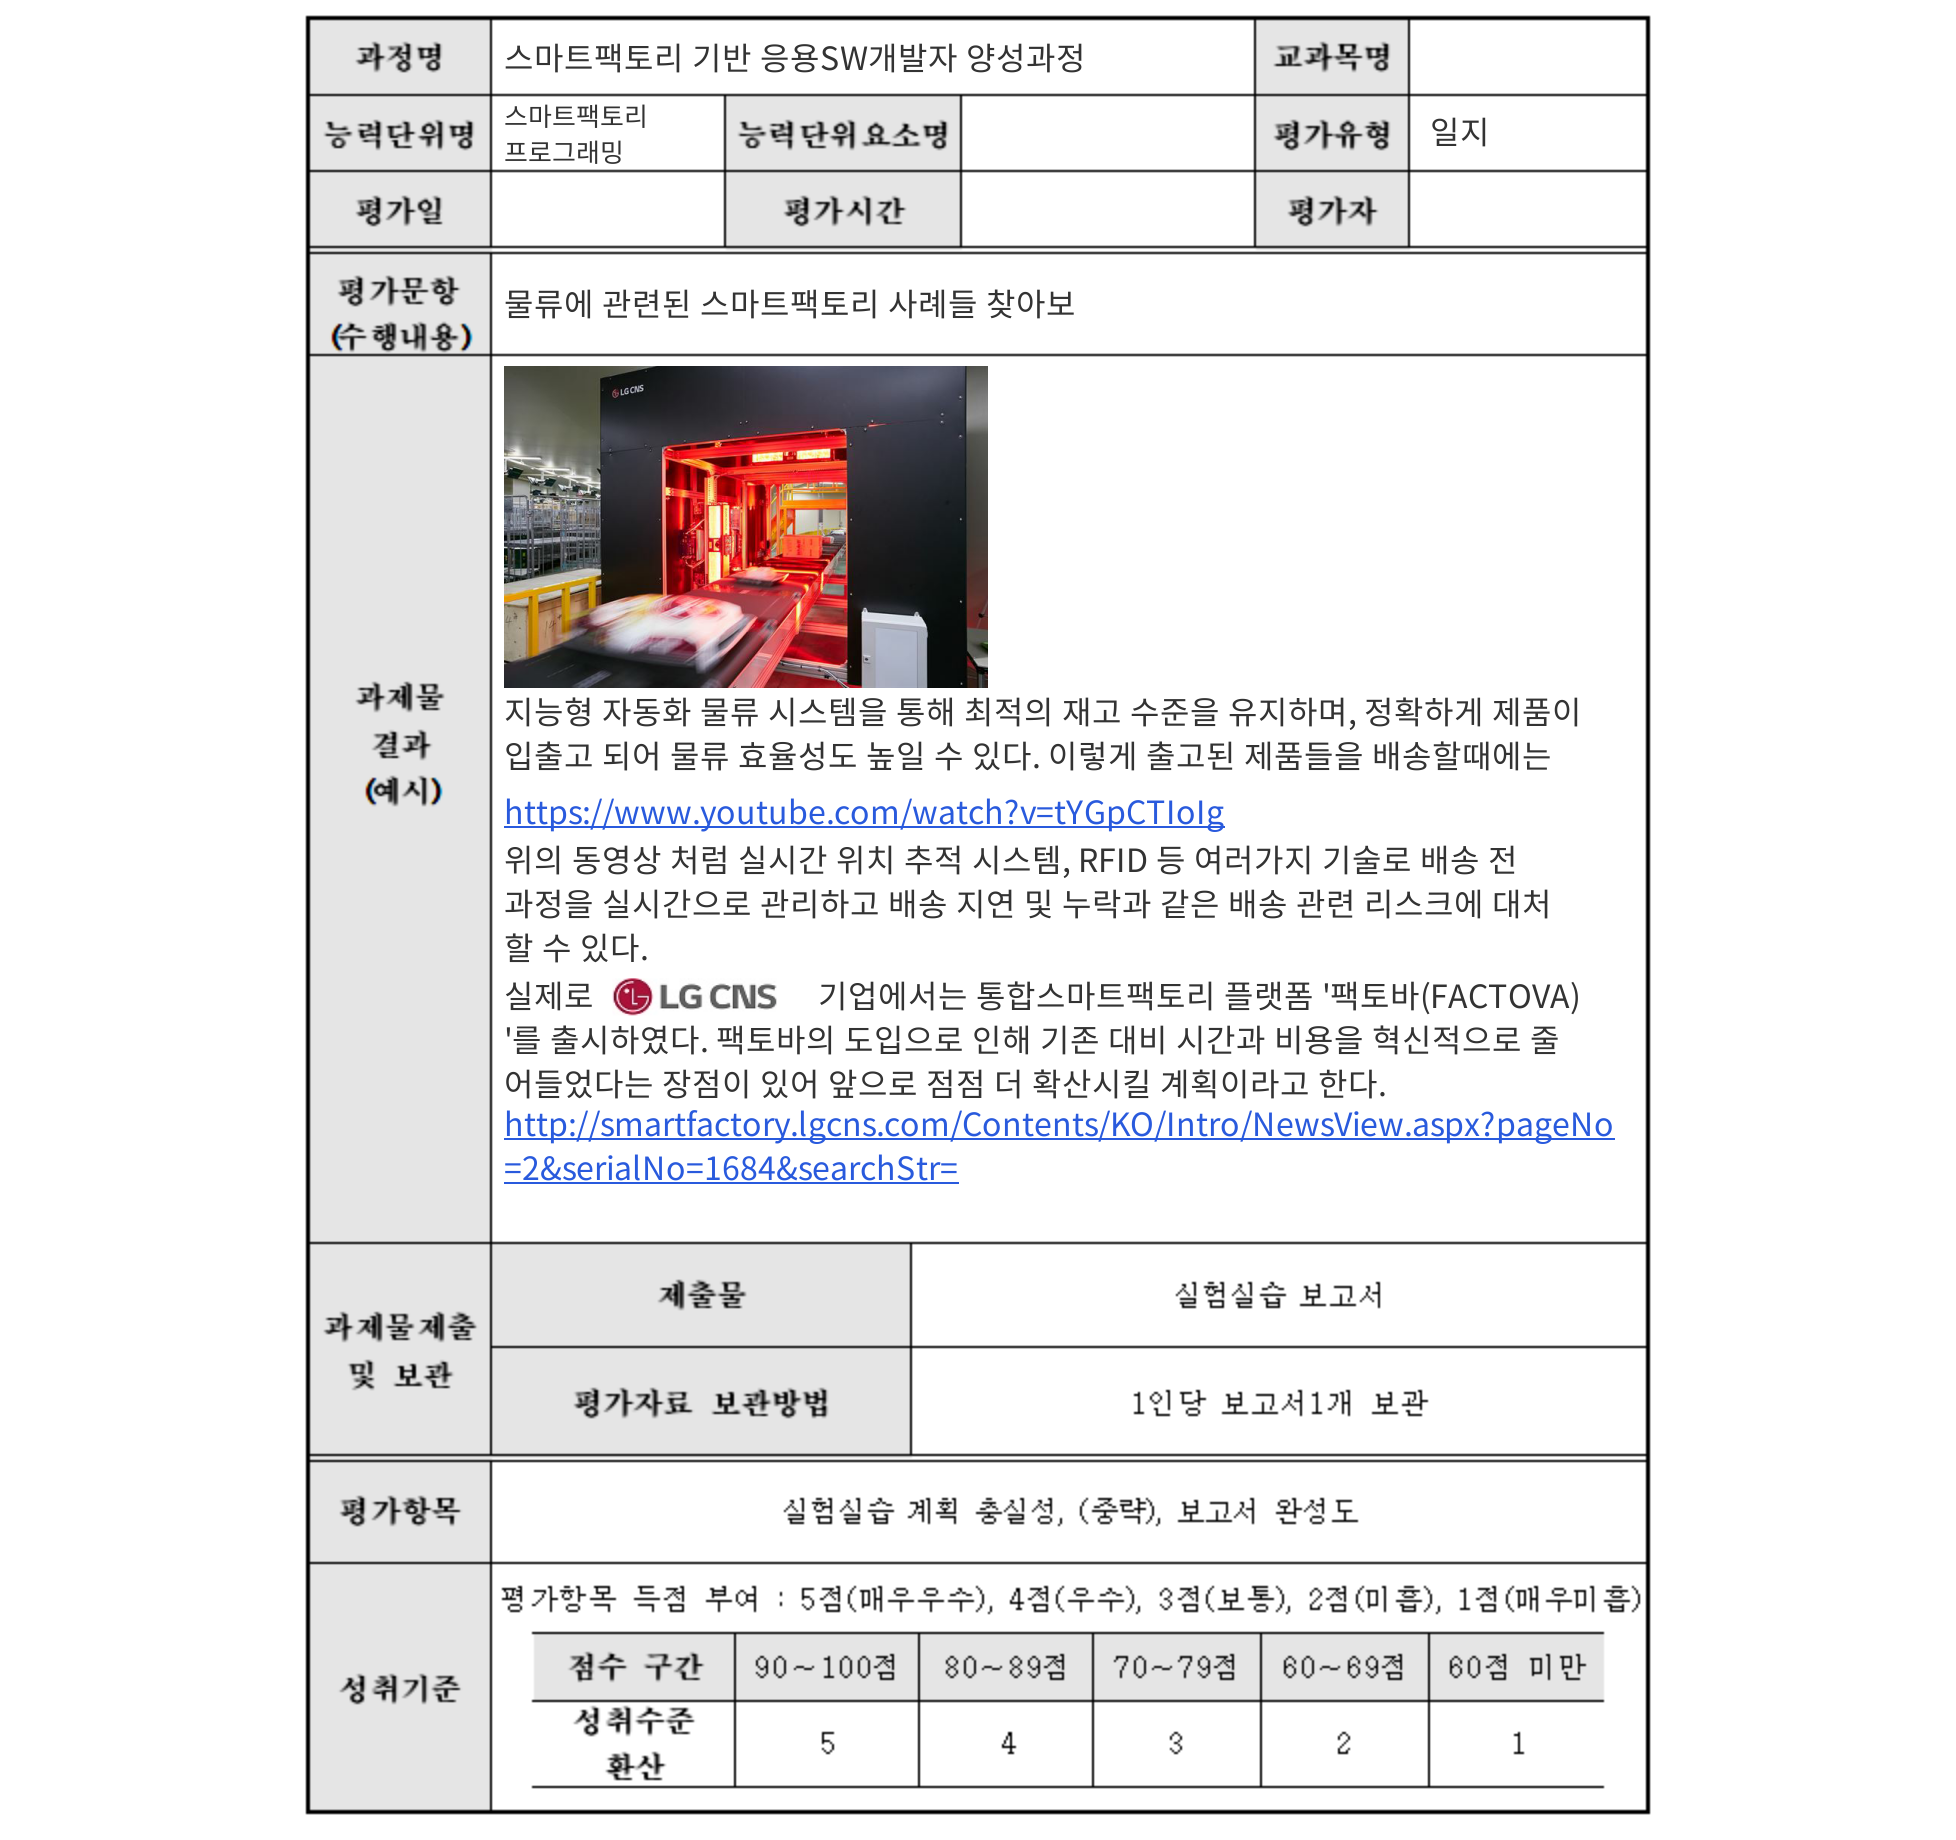 과정명 스마트팩토리 기반 응용SW개발자 양성과정 교과목명
능력단위명 스마트팩토리 프로그래밍 능력단위요소명 평가유형 일지
평가일 평가시간 평가자
평가문항
(수행내용)
물류에 관련된 스마트팩토리 사례들 찾아보
과제물
결과
(예시)
LG CNS
지능형 자동화 물류 시스템을 통해 최적의 재고 수준을 유지하며, 정확하게 제품이
입출고 되어 물류 효율성도 높일 수 있다. 이렇게 출고된 제품들을 배송할때에는
https://www.youtube.com/watch?v=tYGpCTIoIg
위의 동영상 처럼 실시간 위치 추적 시스템, RFID 등 여러가지 기술로 배송 전
과정을 실시간으로 관리하고 배송 지연 및 누락과 같은 배송 관련 리스크에 대처
할 수 있다.
실제로 LG CNS 기업에서는 통합스마트팩토리 플랫폼 '팩토바(FACTOVA)
'를 출시하였다. 팩토바의 도입으로 인해 기존 대비 시간과 비용을 혁신적으로 줄
어들었다는 장점이 있어 앞으로 점점 더 확산시킬 계획이라고 한다.
http://smartfactory.lgcns.com/Contents/KO/Intro/NewsView.aspx?pageNo
=2&serialNo=1684&searchStr=
과제물제출
및 보관
제출물 실험실습 보고서
평가자료 보관방법 1인당 보고서1개 보관
평가항목 실험실습 계획 충실성, (중략), 보고서 완성도
성취기준
평가항목 득점 부여 : 5점(매우우수), 4점(우수), 3점(보통), 2점(미흡), 1점(매우미흡)
점수 구간 90~100점 80~89점 70~79점 60~69점 60점 미만
성취수준
환산
5 4 3 2 1